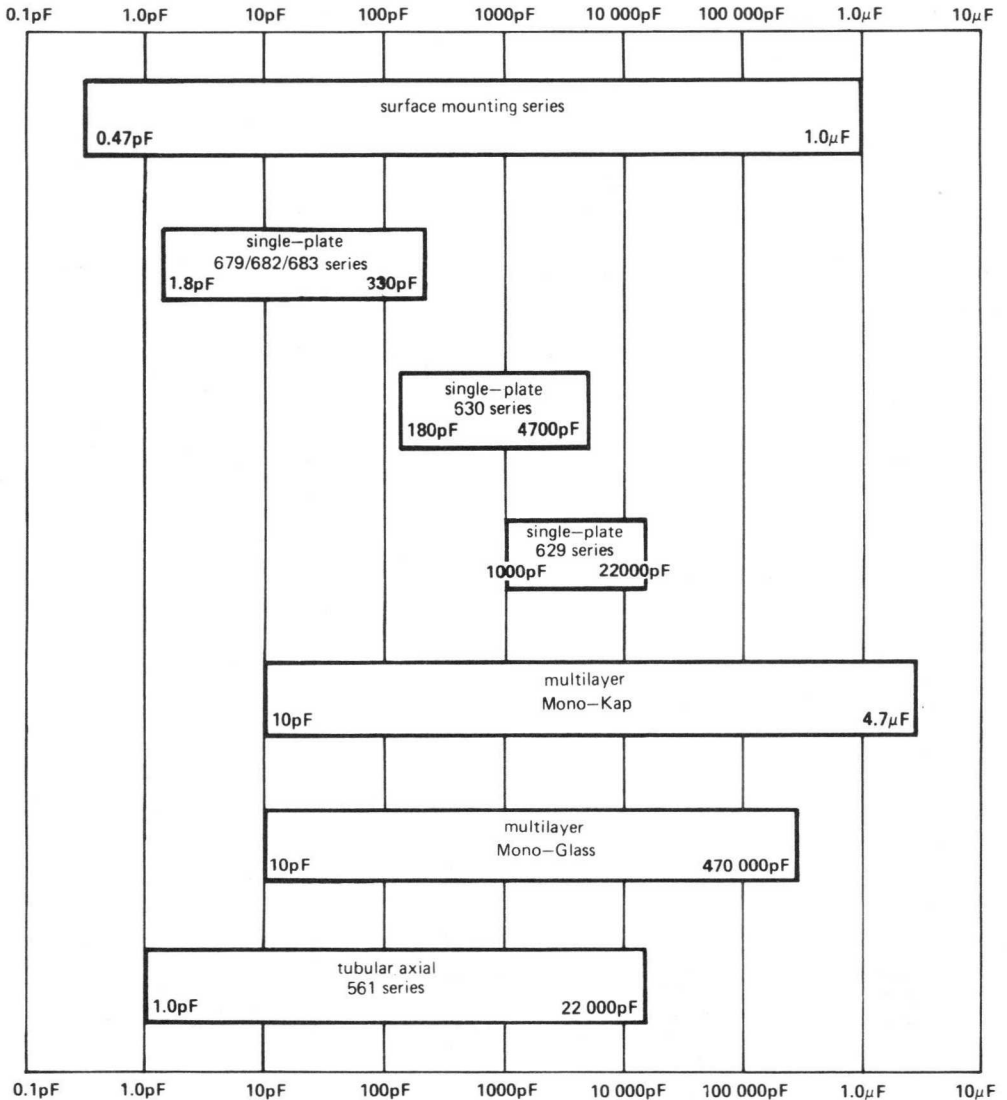 0.1pF 1.0pF 10pF 100pF 1000pF 10 000pF 100 000pF 1.0µF 10µF
surface mounting series
0.47pF 1.0µF
single–plate
679/682/683 series
1.8pF 330pF
single–plate
630 series
180pF 4700pF
single–plate
629 series
1000pF 22000pF
multilayer
Mono–Kap
10pF 4.7µF
multilayer
Mono–Glass
10pF 470 000pF
tubular axial
561 series
1.0pF 22 000pF
0.1pF 1.0pF 10pF 100pF 1000pF 10 000pF 100 000pF 1.0µF 10µF